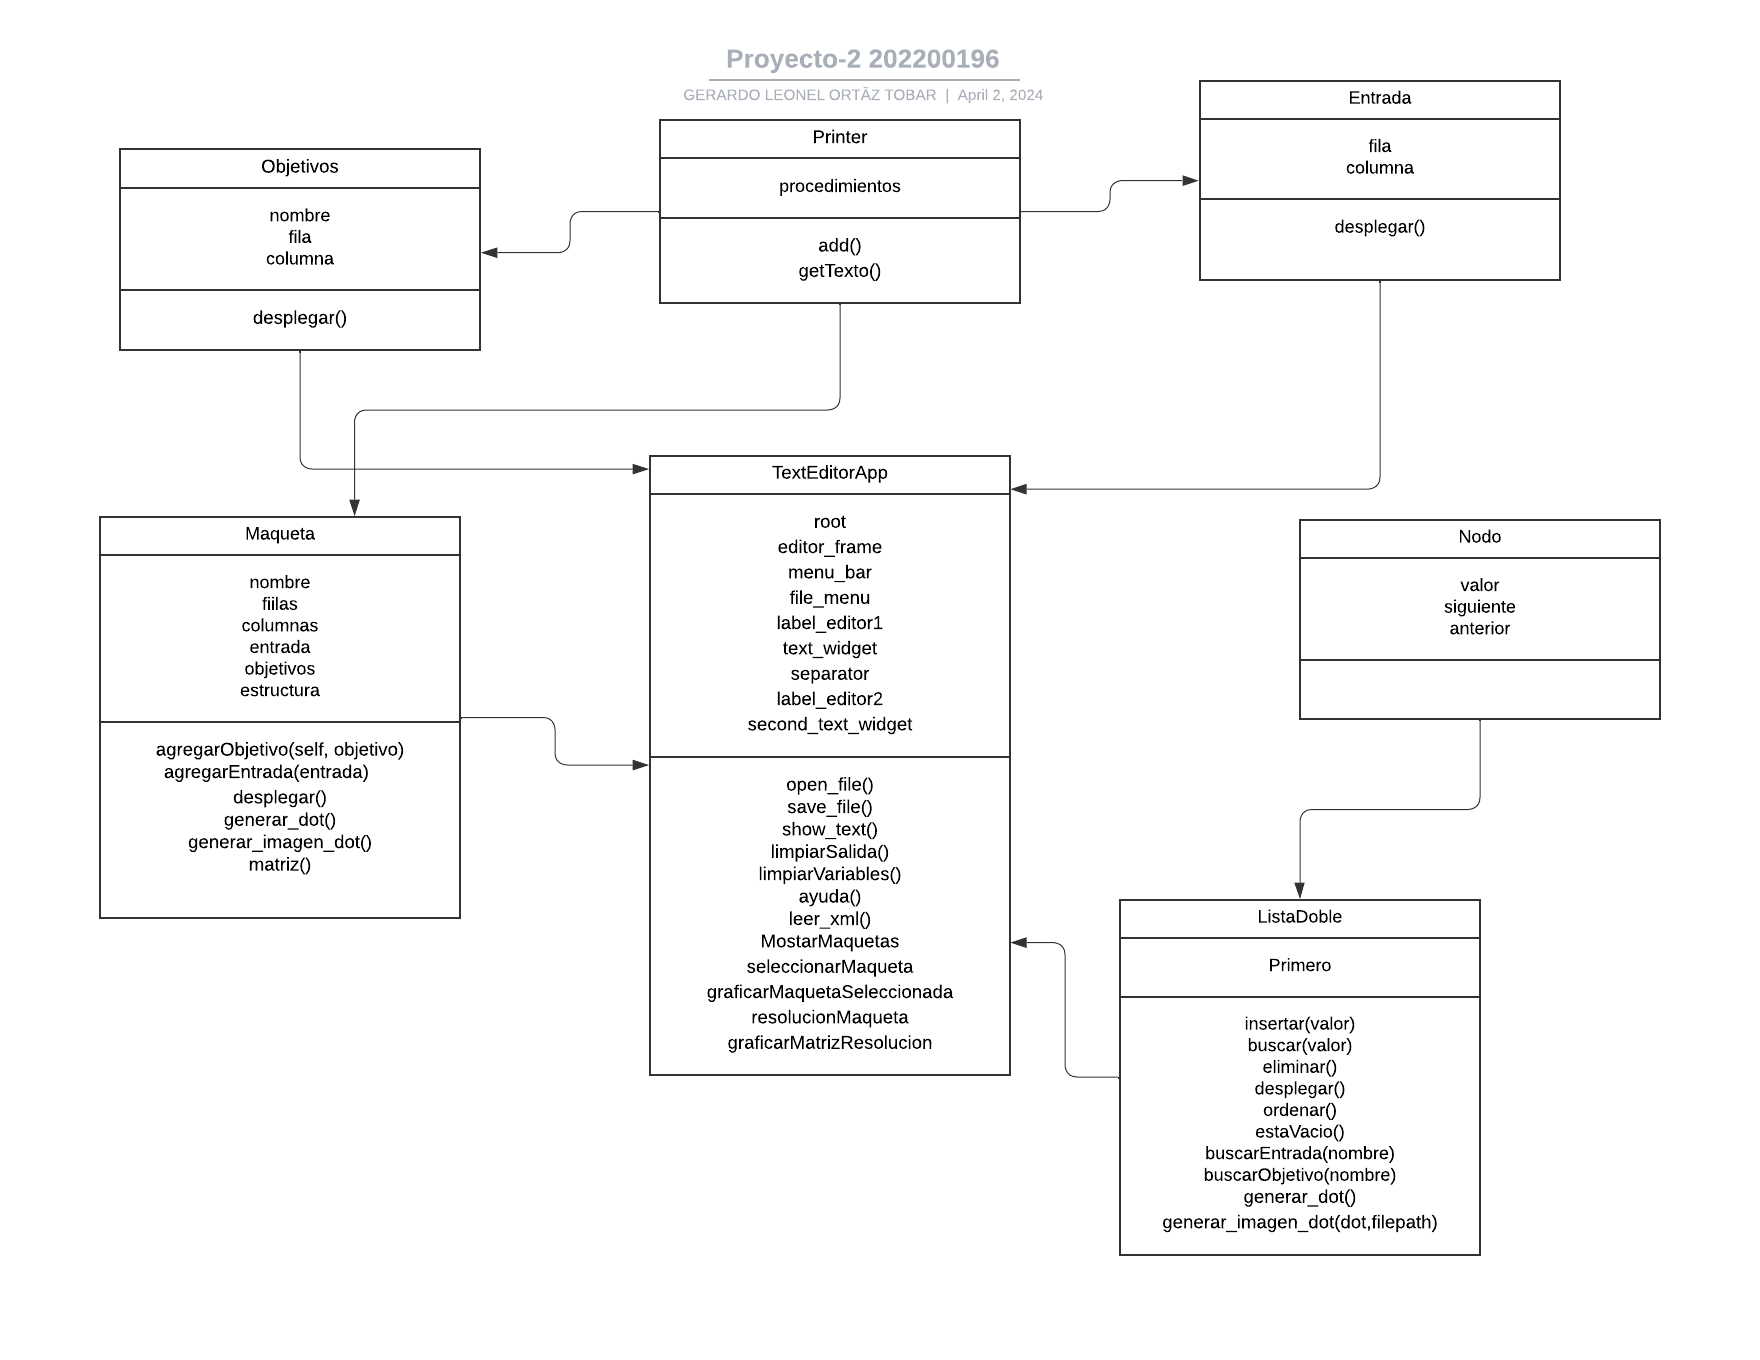 Proyecto-2 202200196
GERARDO LEONEL ORTÃZ TOBAR | April 2, 2024
Objetivos
nombre
fila
columna
desplegar()
Printer
procedimientos
add()
getTexto()
Entrada
fila
columna
desplegar()
Maqueta
nombre
fiilas
columnas
entrada
objetivos
estructura
agregarObjetivo(self, objetivo)
agregarEntrada(entrada)
desplegar()
generar_dot()
generar_imagen_dot()
matriz()
TextEditorApp
root
editor_frame
menu_bar
file_menu
label_editor1
text_widget
separator
label_editor2
second_text_widget
open_file()
save_file()
show_text()
limpiarSalida()
limpiarVariables()
ayuda()
leer_xml()
MostarMaquetas
seleccionarMaqueta
graficarMaquetaSeleccionada
resolucionMaqueta
graficarMatrizResolucion
Nodo
valor
siguiente
anterior
ListaDoble
Primero
insertar(valor)
buscar(valor)
eliminar()
desplegar()
ordenar()
estaVacio()
buscarEntrada(nombre)
buscarObjetivo(nombre)
generar_dot()
generar_imagen_dot(dot,filepath)